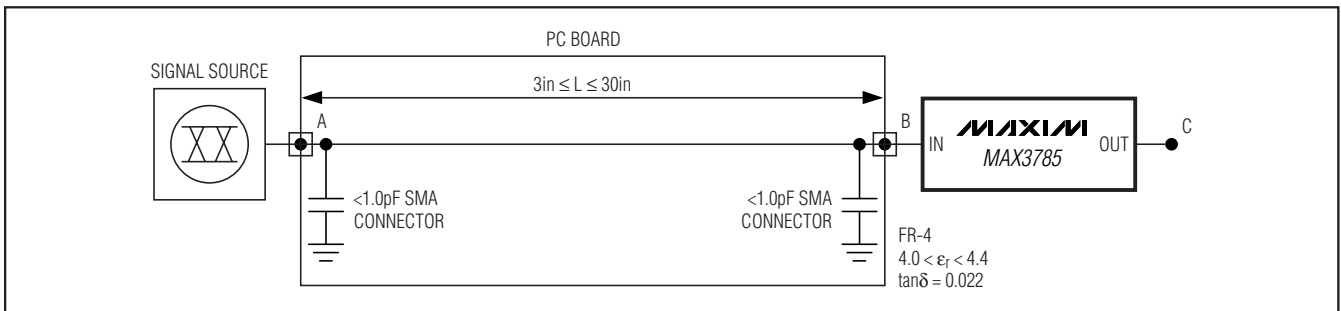 PC BOARD
SIGNAL SOURCE
3in ≤ L ≤ 30in
A
B
C
IN
MAXIM
MAX3785
OUT
<1.0pF SMA
CONNECTOR
<1.0pF SMA
CONNECTOR
FR-4
4.0 < εr < 4.4
tanδ = 0.022